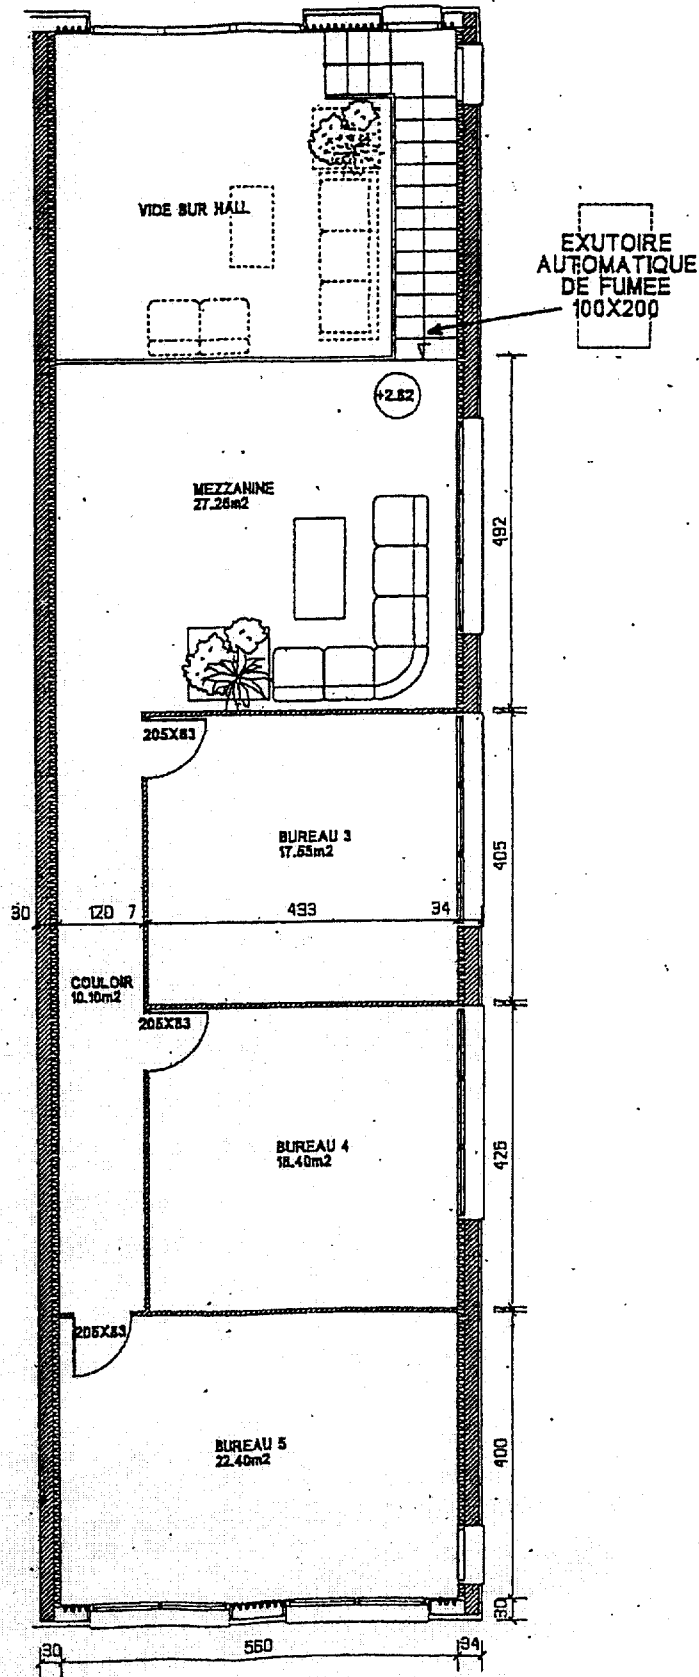 VIDE SUR HALL
EXUTOIRE
AUTOMATIQUE
DE FUMEE
100X200
+2.82
MEZZANINE
27.25m2
492
205X83
BUREAU 3
17.55m2
405
30
120
7
433
34
COULOIR
10.10m2
205X83
BUREAU 4
18.40m2
425
205X83
BUREAU 5
22.40m2
400
30
30
560
34